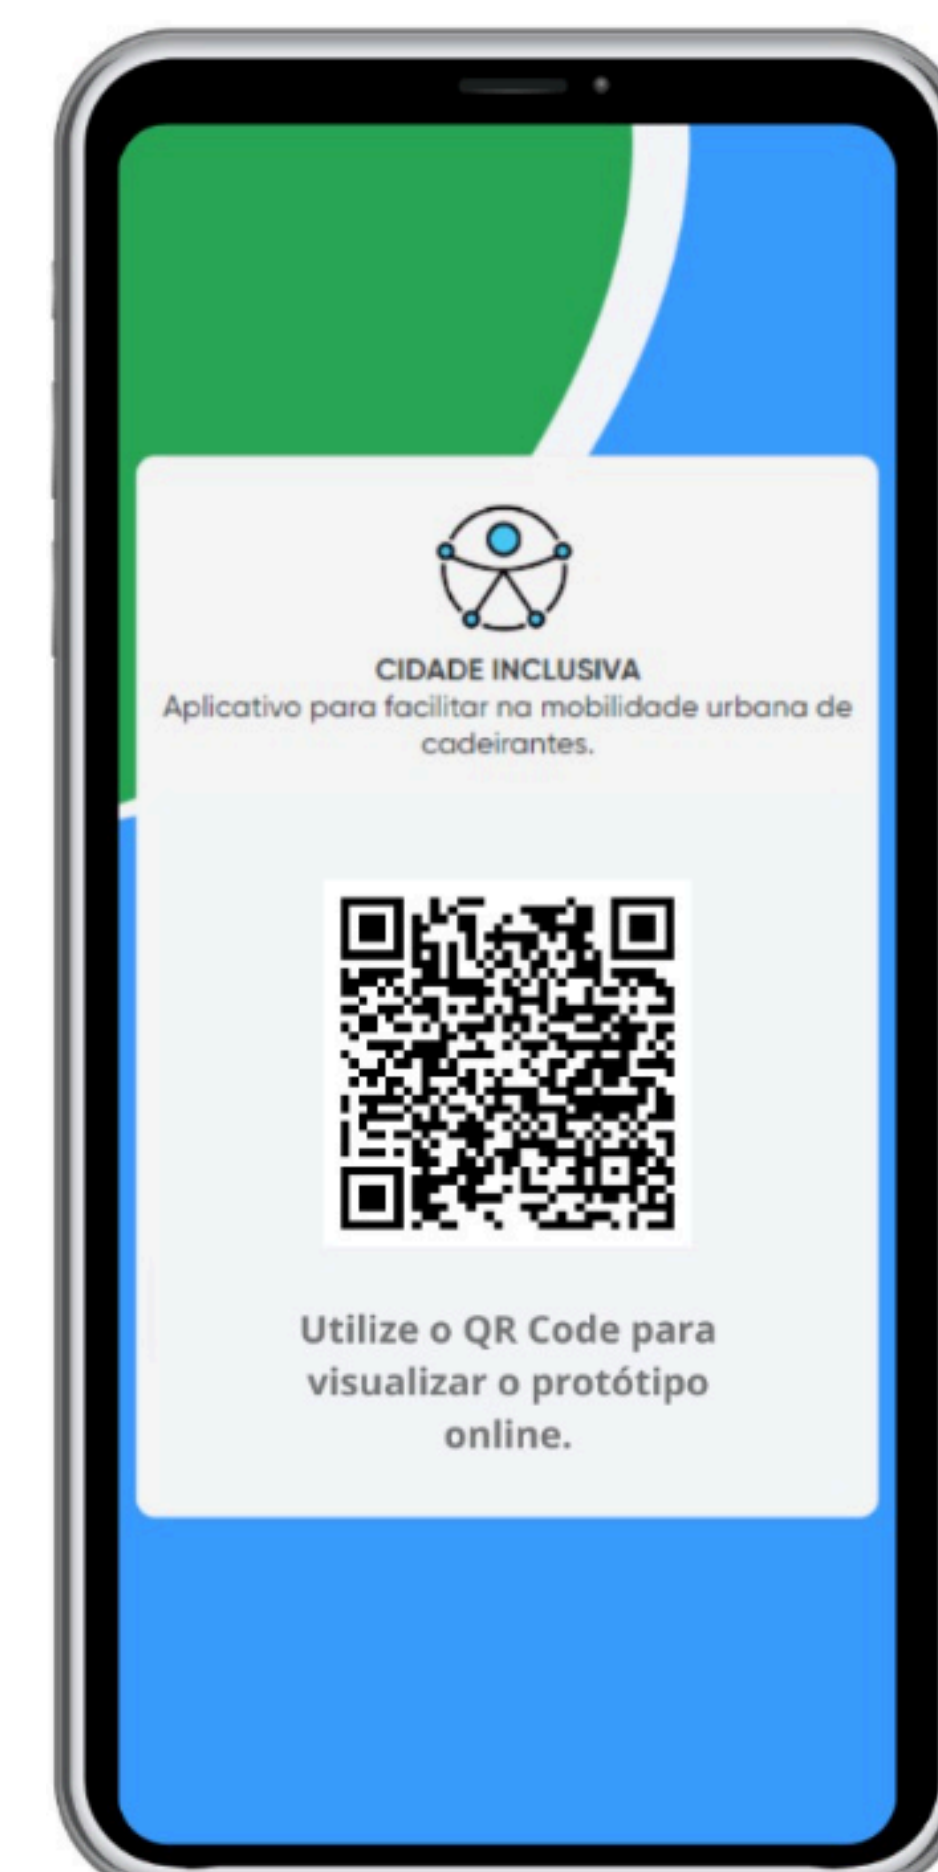 CIDADE INCLUSIVA
Aplicativo para facilitar na mobilidade urbana de
cadeirantes.
Utilize o QR Code para
visualizar o protótipo
online.